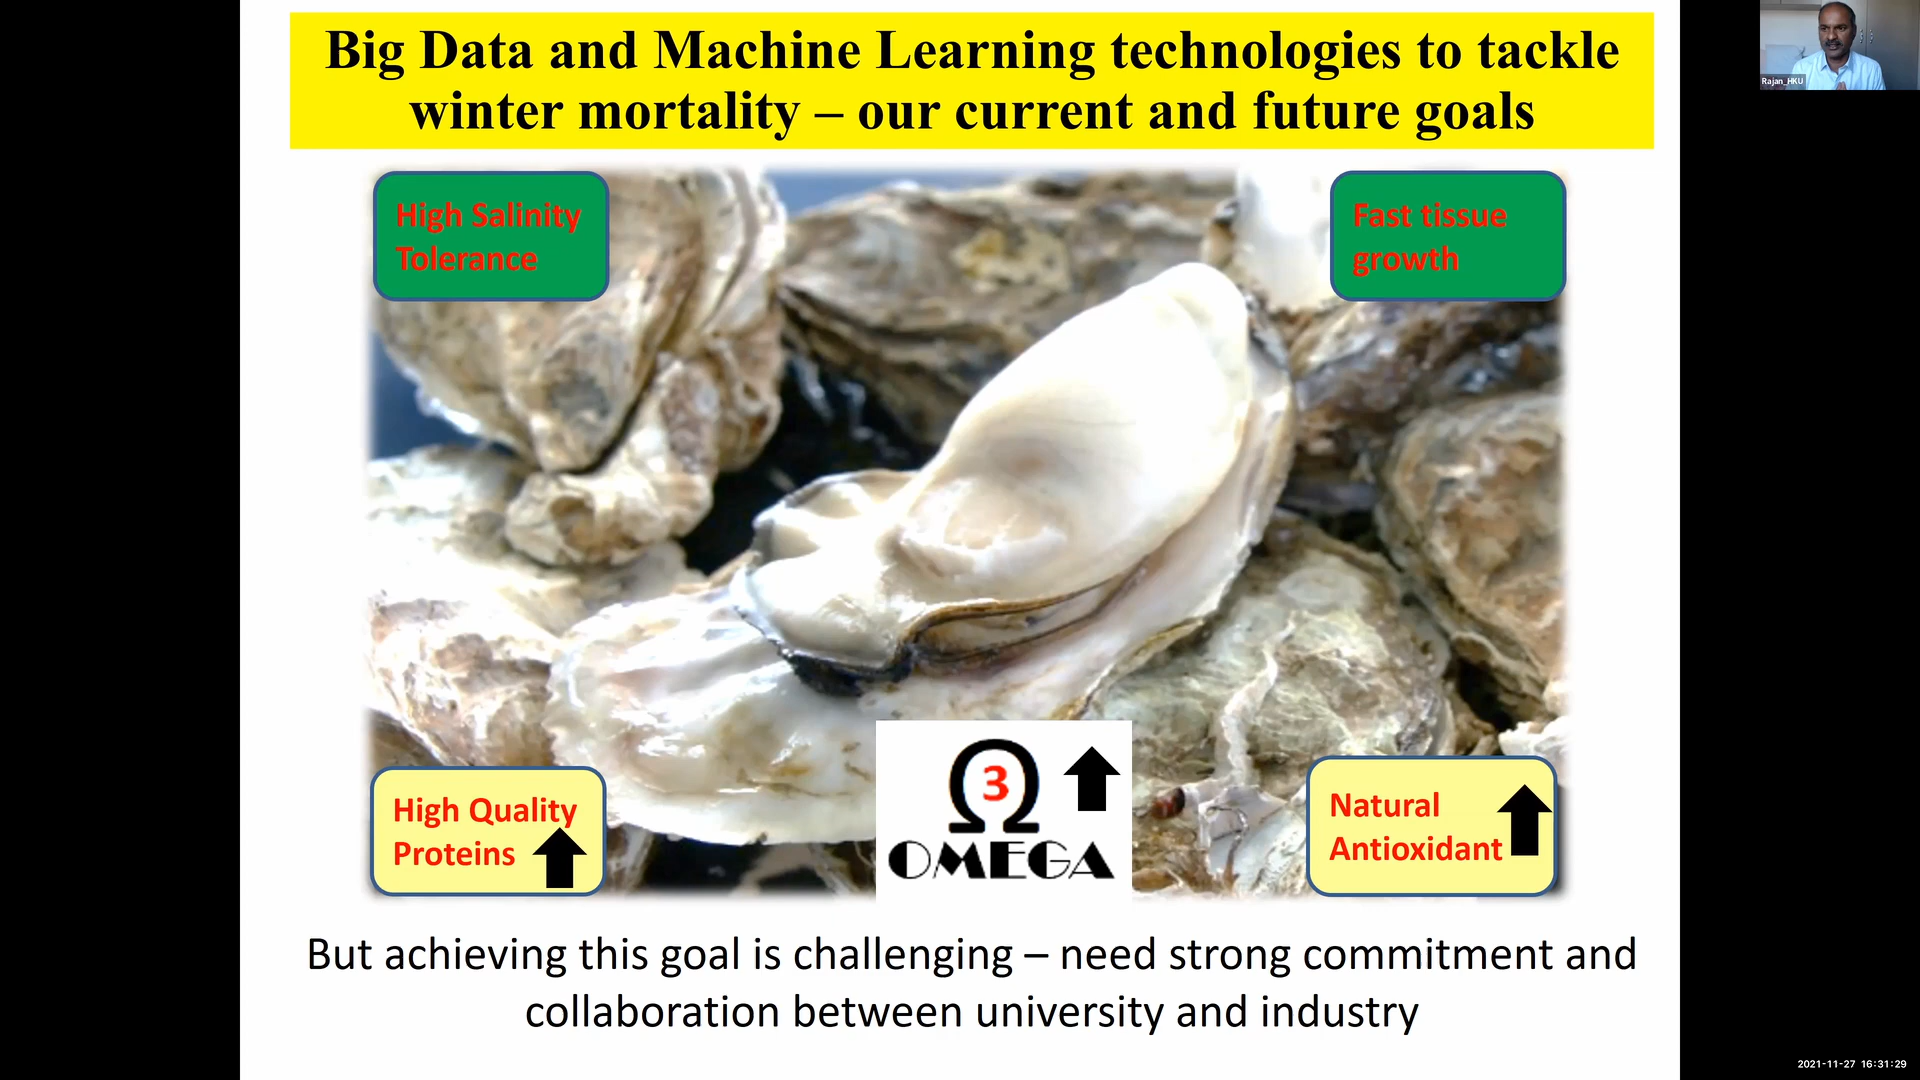 Big Data and Machine Learning technologies to tackle
winter mortality – our current and future goals
Rajan_HKU
High Salinity
Tolerance
Fast tissue
growth
High Quality
Proteins
3
OMEGA
Natural
Antioxidant
But achieving this goal is challenging – need strong commitment and
collaboration between university and industry
2021-11-27 16:31:29